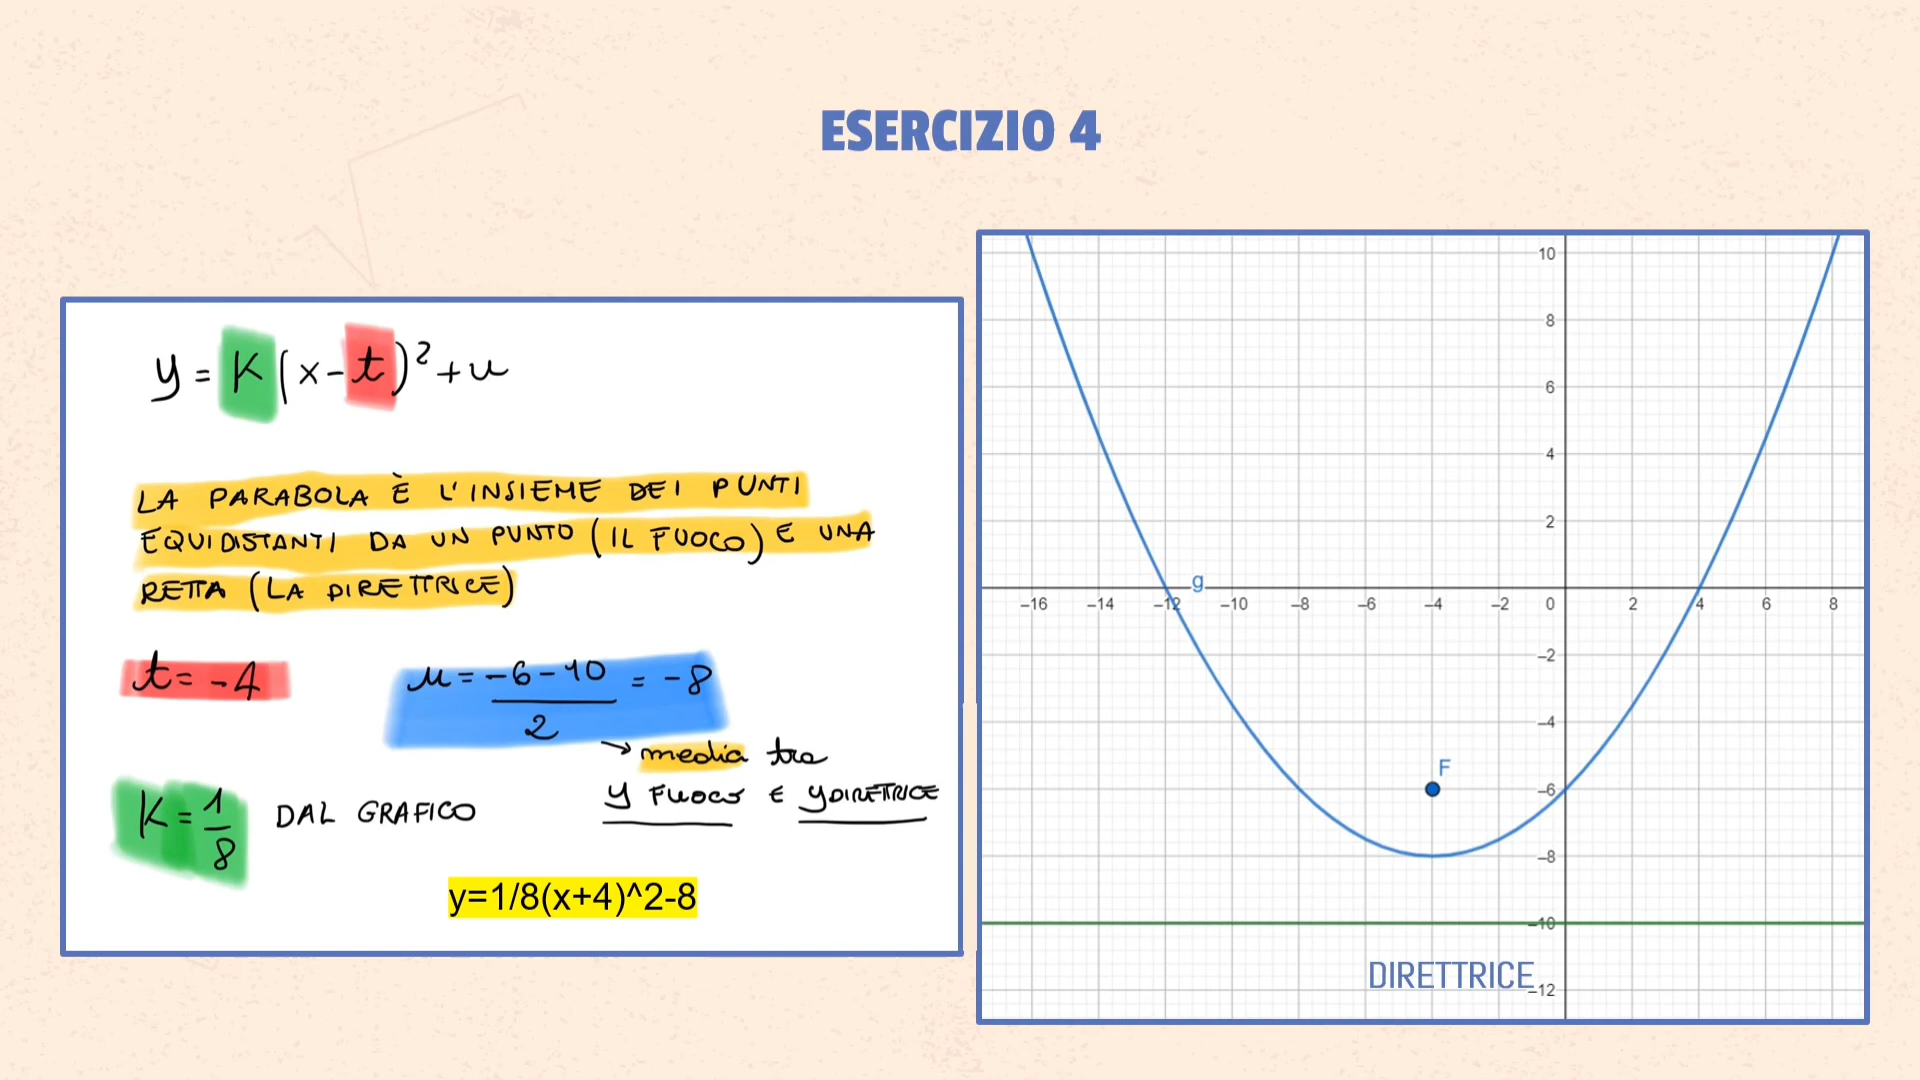 ESERCIZIO 4
y = K (x - t)² + u
LA PARABOLA È L'INSIEME DEI PUNTI
EQUIDISTANTI DA UN PUNTO (IL FUOCO) E UNA
RETTA (LA DIRETTRICE)
t = -4
u = \frac{-6-10}{2} = -8
→ media tra
y FUOCO E y DIRETTRICE
K = \frac{1}{8} DAL GRAFICO
y=1/8(x+4)^2-8
10
8
6
4
2
g
–16 –14 –12 –10 –8 –6 –4 –2 0 2 4 6 8
–2
–4
F
–6
–8
–10
DIRETTRICE
–12